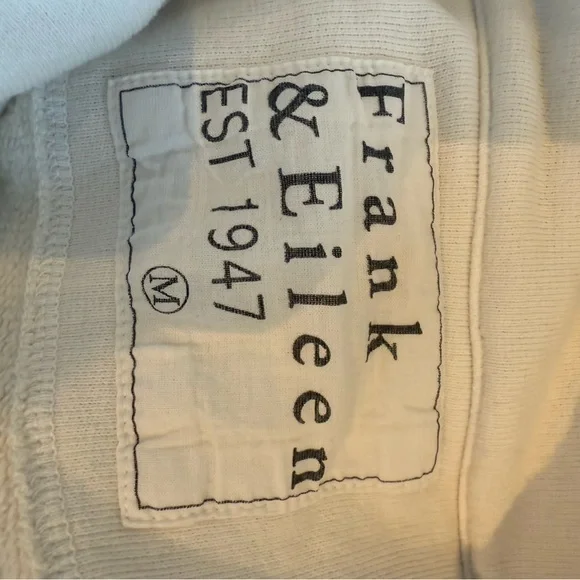 Frank
& Eileen
EST 1947
M